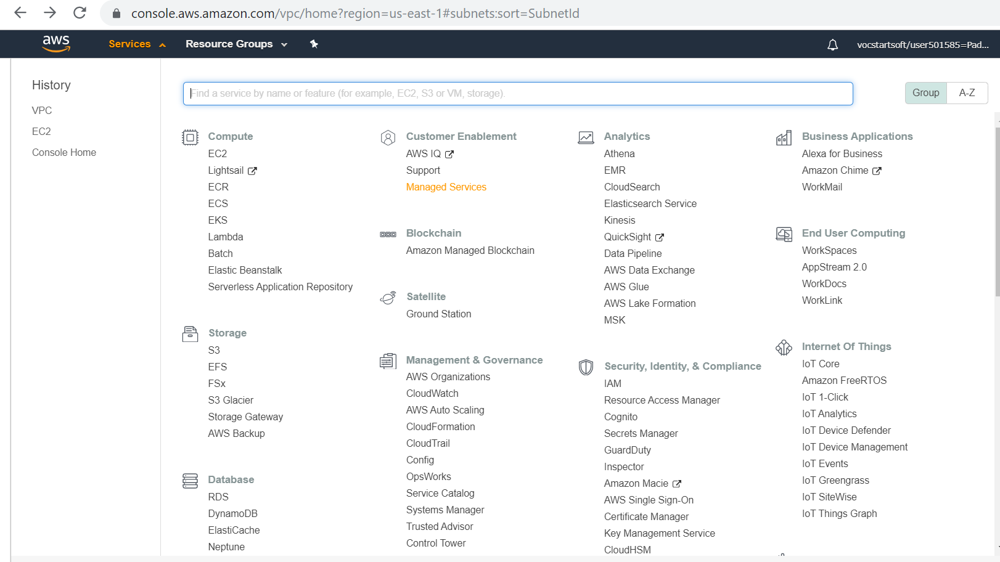 console.aws.amazon.com/vpc/home?region=us-east-1#subnets:sort=SubnetId
aws
Services
Resource Groups
vocstartsoft/user501585=Pad...
History
VPC
EC2
Console Home
Find a service by name or feature (for example, EC2, S3 or VM, storage).
Group
A-Z
Compute
EC2
Lightsail
ECR
ECS
EKS
Lambda
Batch
Elastic Beanstalk
Serverless Application Repository
Storage
S3
EFS
FSx
S3 Glacier
Storage Gateway
AWS Backup
Database
RDS
DynamoDB
ElastiCache
Neptune
Customer Enablement
AWS IQ
Support
Managed Services
Blockchain
Amazon Managed Blockchain
Satellite
Ground Station
Management & Governance
AWS Organizations
CloudWatch
AWS Auto Scaling
CloudFormation
CloudTrail
Config
OpsWorks
Service Catalog
Systems Manager
Trusted Advisor
Control Tower
Analytics
Athena
EMR
CloudSearch
Elasticsearch Service
Kinesis
QuickSight
Data Pipeline
AWS Data Exchange
AWS Glue
AWS Lake Formation
MSK
Security, Identity, & Compliance
IAM
Resource Access Manager
Cognito
Secrets Manager
GuardDuty
Inspector
Amazon Macie
AWS Single Sign-On
Certificate Manager
Key Management Service
CloudHSM
Business Applications
Alexa for Business
Amazon Chime
WorkMail
End User Computing
WorkSpaces
AppStream 2.0
WorkDocs
WorkLink
Internet Of Things
IoT Core
Amazon FreeRTOS
IoT 1-Click
IoT Analytics
IoT Device Defender
IoT Device Management
IoT Events
IoT Greengrass
IoT SiteWise
IoT Things Graph